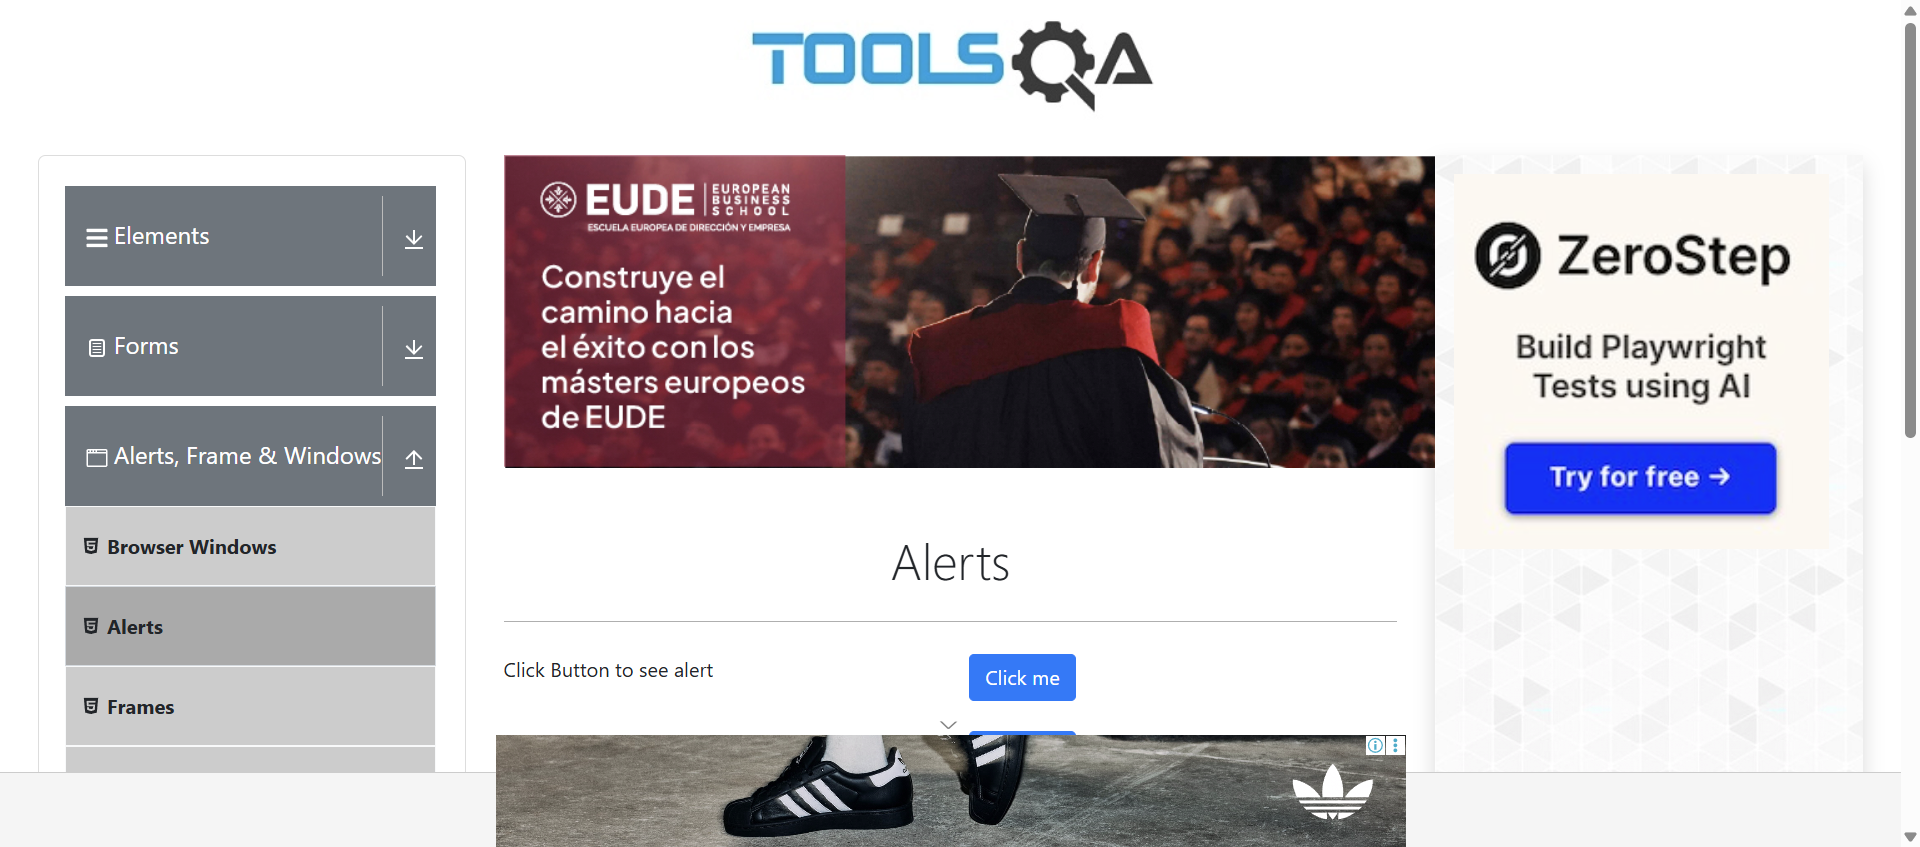 TOOLSQA
Elements
Forms
Alerts, Frame & Windows
Browser Windows
Alerts
Frames
EUDE
EUROPEAN
BUSINESS
SCHOOL
ESCUELA EUROPEA DE DIRECCIÓN Y EMPRESA
Construye el
camino hacia
el éxito con los
másters europeos
de EUDE
Alerts
Click Button to see alert
Click me
ZeroStep
Build Playwright
Tests using AI
Try for free →